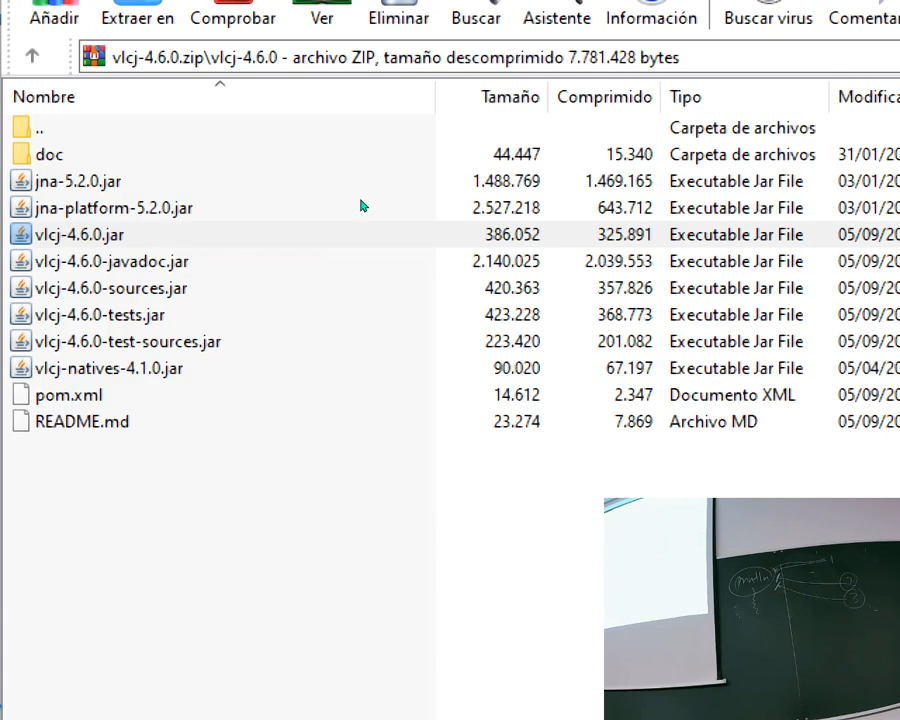 Añadir Extraer en Comprobar Ver Eliminar Buscar Asistente Información Buscar virus Comentar
vlcj-4.6.0.zip\vlcj-4.6.0 - archivo ZIP, tamaño descomprimido 7.781.428 bytes
Nombre Tamaño Comprimido Tipo Modifica
.. Carpeta de archivos
doc 44.447 15.340 Carpeta de archivos 31/01/20
jna-5.2.0.jar 1.488.769 1.469.165 Executable Jar File 03/01/20
jna-platform-5.2.0.jar 2.527.218 643.712 Executable Jar File 03/01/20
vlcj-4.6.0.jar 386.052 325.891 Executable Jar File 05/09/20
vlcj-4.6.0-javadoc.jar 2.140.025 2.039.553 Executable Jar File 05/09/20
vlcj-4.6.0-sources.jar 420.363 357.826 Executable Jar File 05/09/20
vlcj-4.6.0-tests.jar 423.228 368.773 Executable Jar File 05/09/20
vlcj-4.6.0-test-sources.jar 223.420 201.082 Executable Jar File 05/09/20
vlcj-natives-4.1.0.jar 90.020 67.197 Executable Jar File 05/04/20
pom.xml 14.612 2.347 Documento XML 05/09/20
README.md 23.274 7.869 Archivo MD 05/09/20